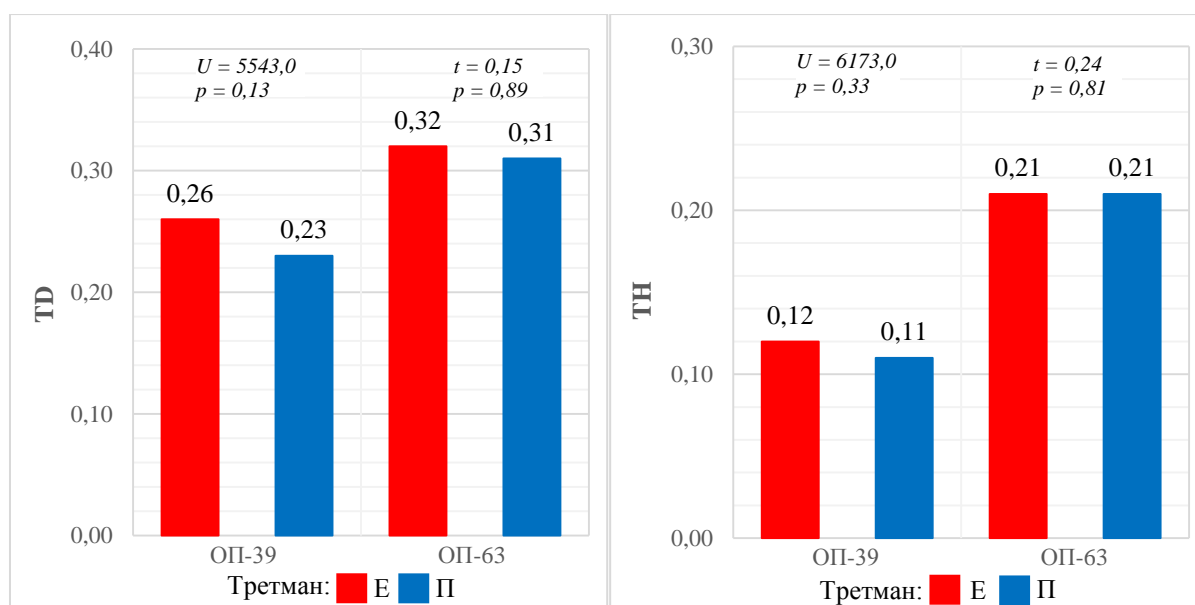 0,40
0,30
0,20
0,10
0,00
TD
U = 5543,0
p = 0,13
t = 0,15
p = 0,89
0,26
0,23
0,32
0,31
ОП-39
ОП-63
Третман: Е П
0,30
0,20
0,10
0,00
TH
U = 6173,0
p = 0,33
t = 0,24
p = 0,81
0,12
0,11
0,21
0,21
ОП-39
ОП-63
Третман: Е П